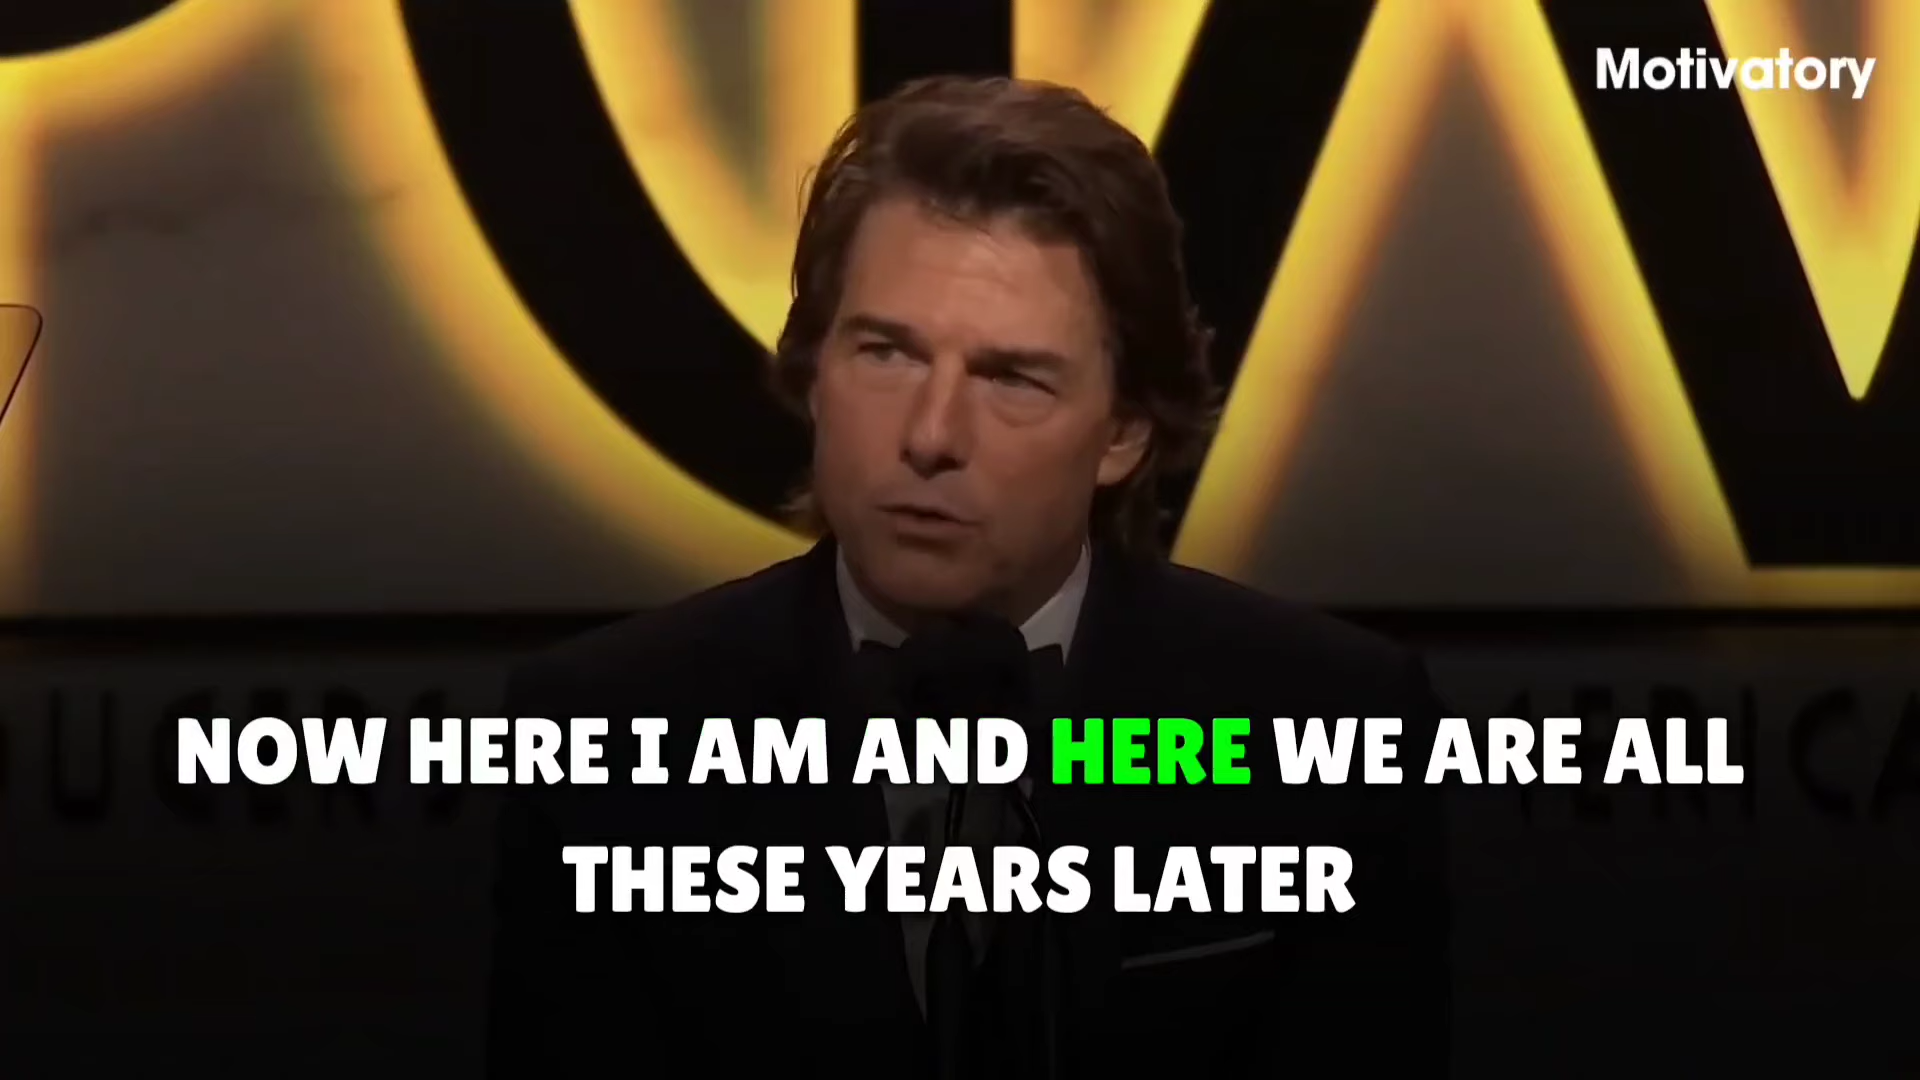 Motivatory
NOW HERE I AM AND HERE WE ARE ALL
THESE YEARS LATER